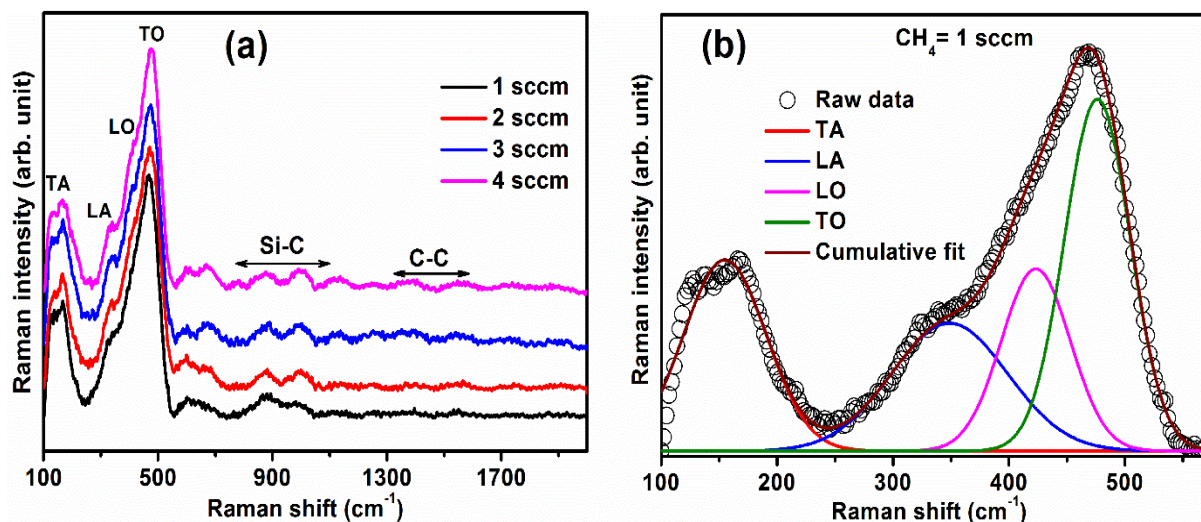 (a)
TO
LO
TA
LA
1 sccm
2 sccm
3 sccm
4 sccm
Si-C
C-C
Raman intensity (arb. unit)
100 500 900 1300 1700
Raman shift (cm⁻¹)
(b)
CH₄= 1 sccm
Raw data
TA
LA
LO
TO
Cumulative fit
Raman intensity (arb. unit)
100 200 300 400 500
Raman shift (cm⁻¹)